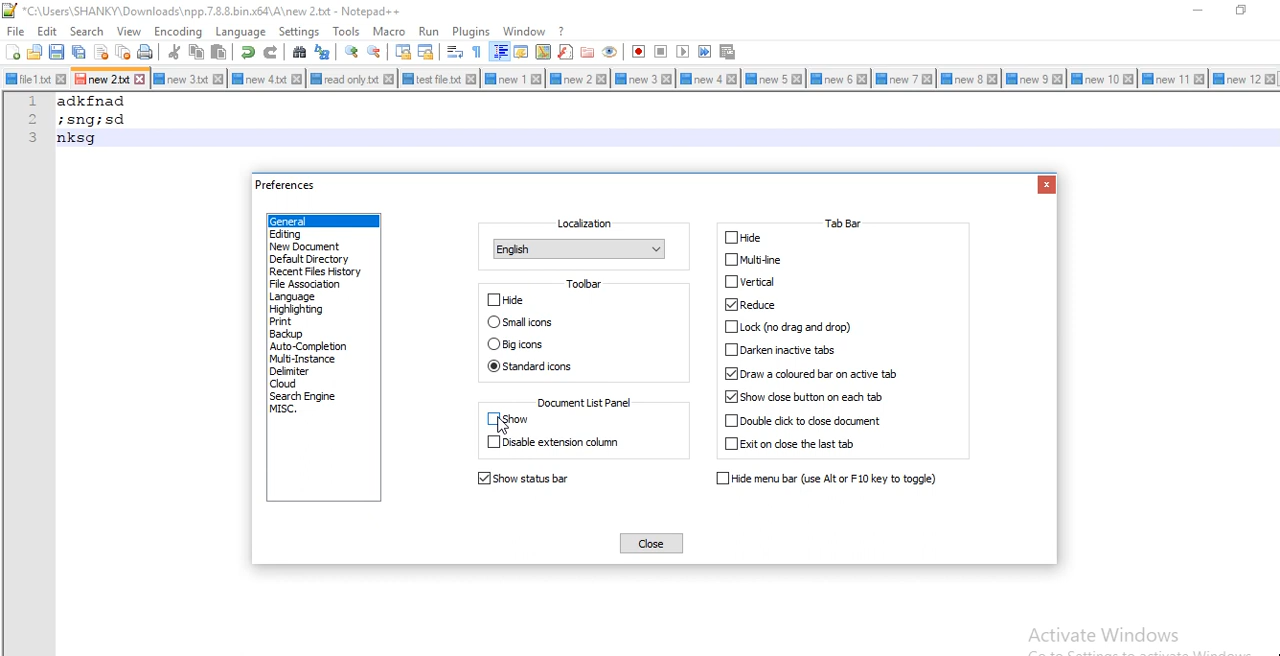 *C:\Users\SHANKY\Downloads\npp.7.8.8.bin.x64\A\new 2.txt - Notepad++
File Edit Search View Encoding Language Settings Tools Macro Run Plugins Window ?
file1.txt new 2.txt new 3.txt new 4.txt read only.txt test file.txt new 1 new 2 new 3 new 4 new 5 new 6 new 7 new 8 new 9 new 10 new 11 new 12
1 adkfnad
2 ;sng;sd
3 nksg
Preferences
General
Editing
New Document
Default Directory
Recent Files History
File Association
Language
Highlighting
Print
Backup
Auto-Completion
Multi-Instance
Delimiter
Cloud
Search Engine
MISC.
Localization
English
Toolbar
Hide
Small icons
Big icons
Standard icons
Document List Panel
Show
Disable extension column
Show status bar
Tab Bar
Hide
Multi-line
Vertical
Reduce
Lock (no drag and drop)
Darken inactive tabs
Draw a coloured bar on active tab
Show close button on each tab
Double click to close document
Exit on close the last tab
Hide menu bar (use Alt or F10 key to toggle)
Close
Activate Windows
Go to Settings to activate Windows.